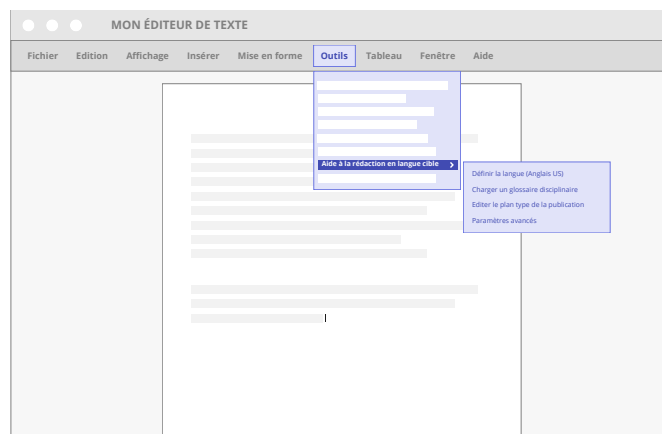 MON ÉDITEUR DE TEXTE
Fichier Edition Affichage Insérer Mise en forme Outils Tableau Fenêtre Aide
Aide à la rédaction en langue cible
Définir la langue (Anglais US)
Charger un glossaire disciplinaire
Editer le plan type de la publication
Paramètres avancés